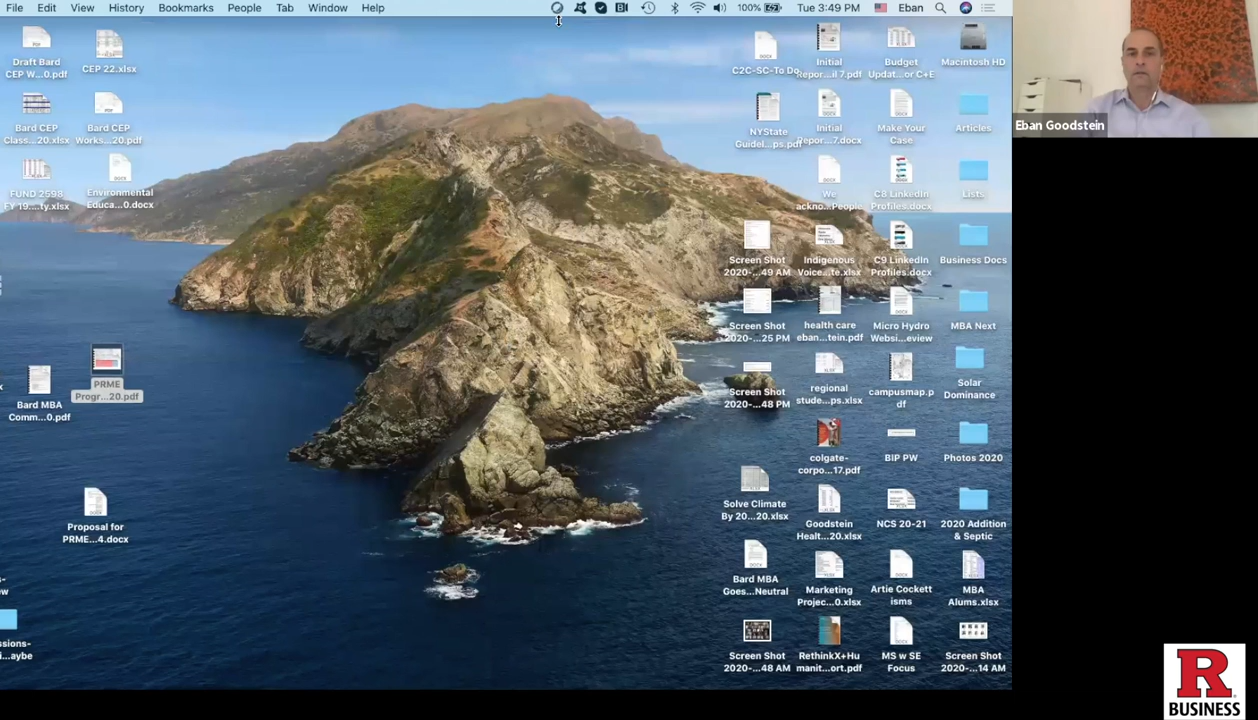 File Edit View History Bookmarks People Tab Window Help 100% Tue 3:49 PM Eban
Eban Goodstein
Draft Bard
CEP W...0.pdf
CEP 22.xlsx
Bard CEP
Class...20.xlsx
Bard CEP
Works...20.pdf
FUND 2598,
FY 19...ty.xlsx
Environmental
Educa...0.docx
Bard MBA
Comm...0.pdf
PRME
Progr...20.pdf
Proposal for
PRME...4.docx
ssions-
aybe
C2C-SC-To Do
Initial
Repor...il 7.pdf
Budget
Updat...or C+E
Macintosh HD
NYState
Guidel...ps.pdf
Initial
Repor...7.docx
Make Your
Case
Articles
We
ackno...People
C8 LinkedIn
Profiles.docx
Lists
Screen Shot
2020-...49 AM
Indigenous
Voice...te.xlsx
C9 LinkedIn
Profiles.docx
Business Docs
Screen Shot
2020-...25 PM
health care
eban...tein.pdf
Micro Hydro
Websi...eview
MBA Next
Screen Shot
2020-...48 PM
regional
stude...ps.xlsx
campusmap.p
df
Solar
Dominance
colgate-
corpo...17.pdf
BIP PW
Photos 2020
Solve Climate
By 20...20.xlsx
Goodstein
Healt...20.xlsx
NCS 20-21
2020 Addition
& Septic
Bard MBA
Goes...Neutral
Marketing
Projec...0.xlsx
Artie Cockett
isms
MBA
Alums.xlsx
Screen Shot
2020-...48 AM
RethinkX+Hu
manit...ort.pdf
MS w SE
Focus
Screen Shot
2020-...14 AM
R
BUSINESS